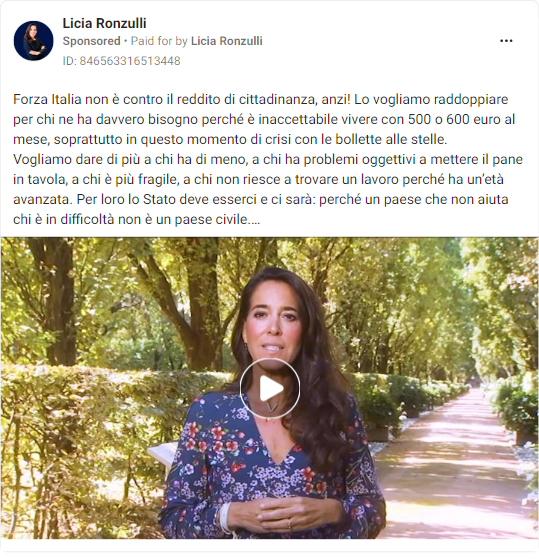 Licia Ronzulli
Sponsored • Paid for by Licia Ronzulli
ID: 846563316513448
Forza Italia non è contro il reddito di cittadinanza, anzi! Lo vogliamo raddoppiare
per chi ne ha davvero bisogno perché è inaccettabile vivere con 500 o 600 euro al
mese, soprattutto in questo momento di crisi con le bollette alle stelle.
Vogliamo dare di più a chi ha di meno, a chi ha problemi oggettivi a mettere il pane
in tavola, a chi è più fragile, a chi non riesce a trovare un lavoro perché ha un'età
avanzata. Per loro lo Stato deve esserci e ci sarà: perché un paese che non aiuta
chi è in difficoltà non è un paese civile....